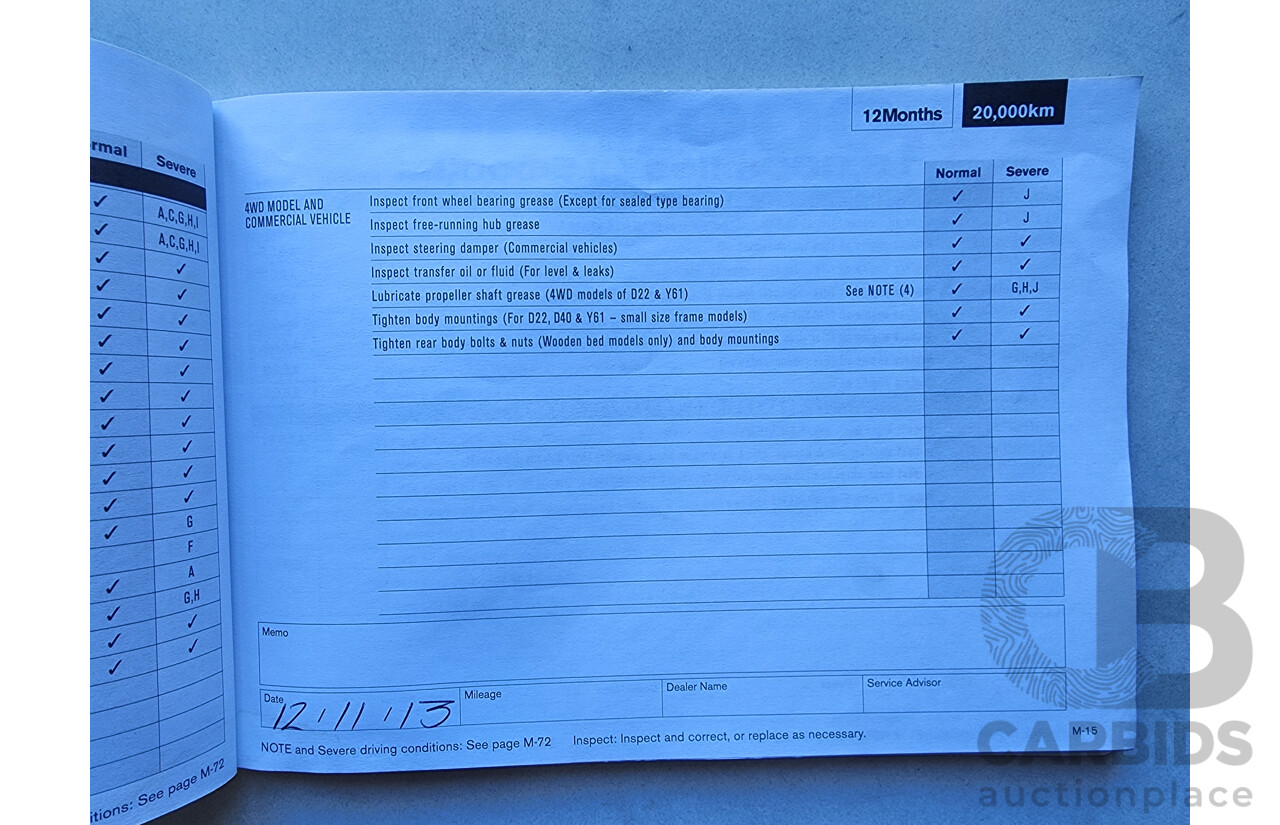 Severe
✓ A,C,G,H,I
✓ A,C,G,H,I
✓ ✓
✓ ✓
✓ ✓
✓ ✓
✓ ✓
✓ ✓
✓ ✓
✓ ✓
✓ ✓
✓ ✓
✓ G
F
✓ A
✓ G,H
✓ ✓
✓ ✓
See page M-72
12Months 20,000km
Normal Severe
4WD MODEL AND
COMMERCIAL VEHICLE
Inspect front wheel bearing grease (Except for sealed type bearing) ✓ J
Inspect free-running hub grease ✓ J
Inspect steering damper (Commercial vehicles) ✓ ✓
Inspect transfer oil or fluid (For level & leaks) ✓ ✓
Lubricate propeller shaft grease (4WD models of D22 & Y61) See NOTE (4) ✓ G,H,J
Tighten body mountings (For D22, D40 & Y61 – small size frame models) ✓ ✓
Tighten rear body bolts & nuts (Wooden bed models only) and body mountings ✓ ✓
Memo
Date Mileage Dealer Name Service Advisor
12/11/13
NOTE and Severe driving conditions: See page M-72 Inspect: Inspect and correct, or replace as necessary.
M-15
CB
CARBIDS
auctionplace